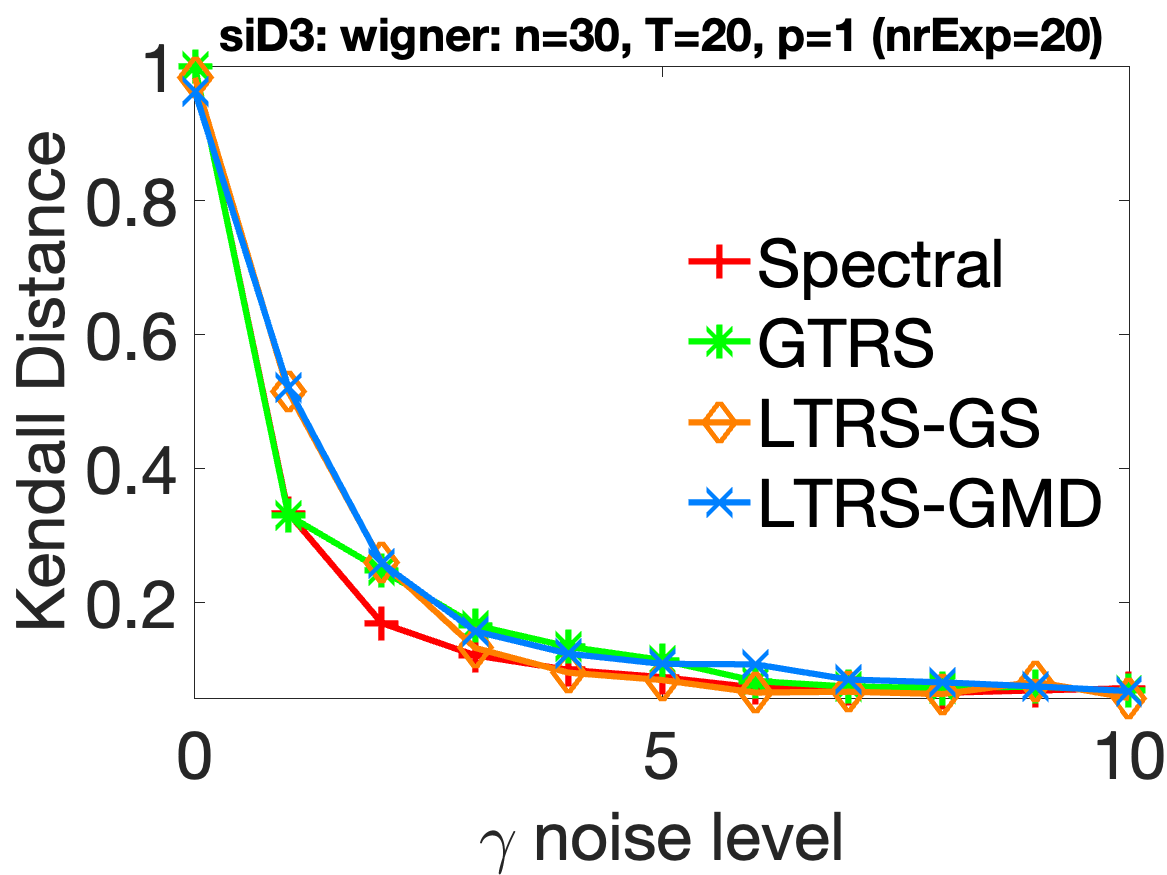 siD3: wigner: n=30, T=20, p=1 (nrExp=20)
Kendall Distance
1
0.8
0.6
0.4
0.2
Spectral
GTRS
LTRS-GS
LTRS-GMD
0 5 10
γ noise level